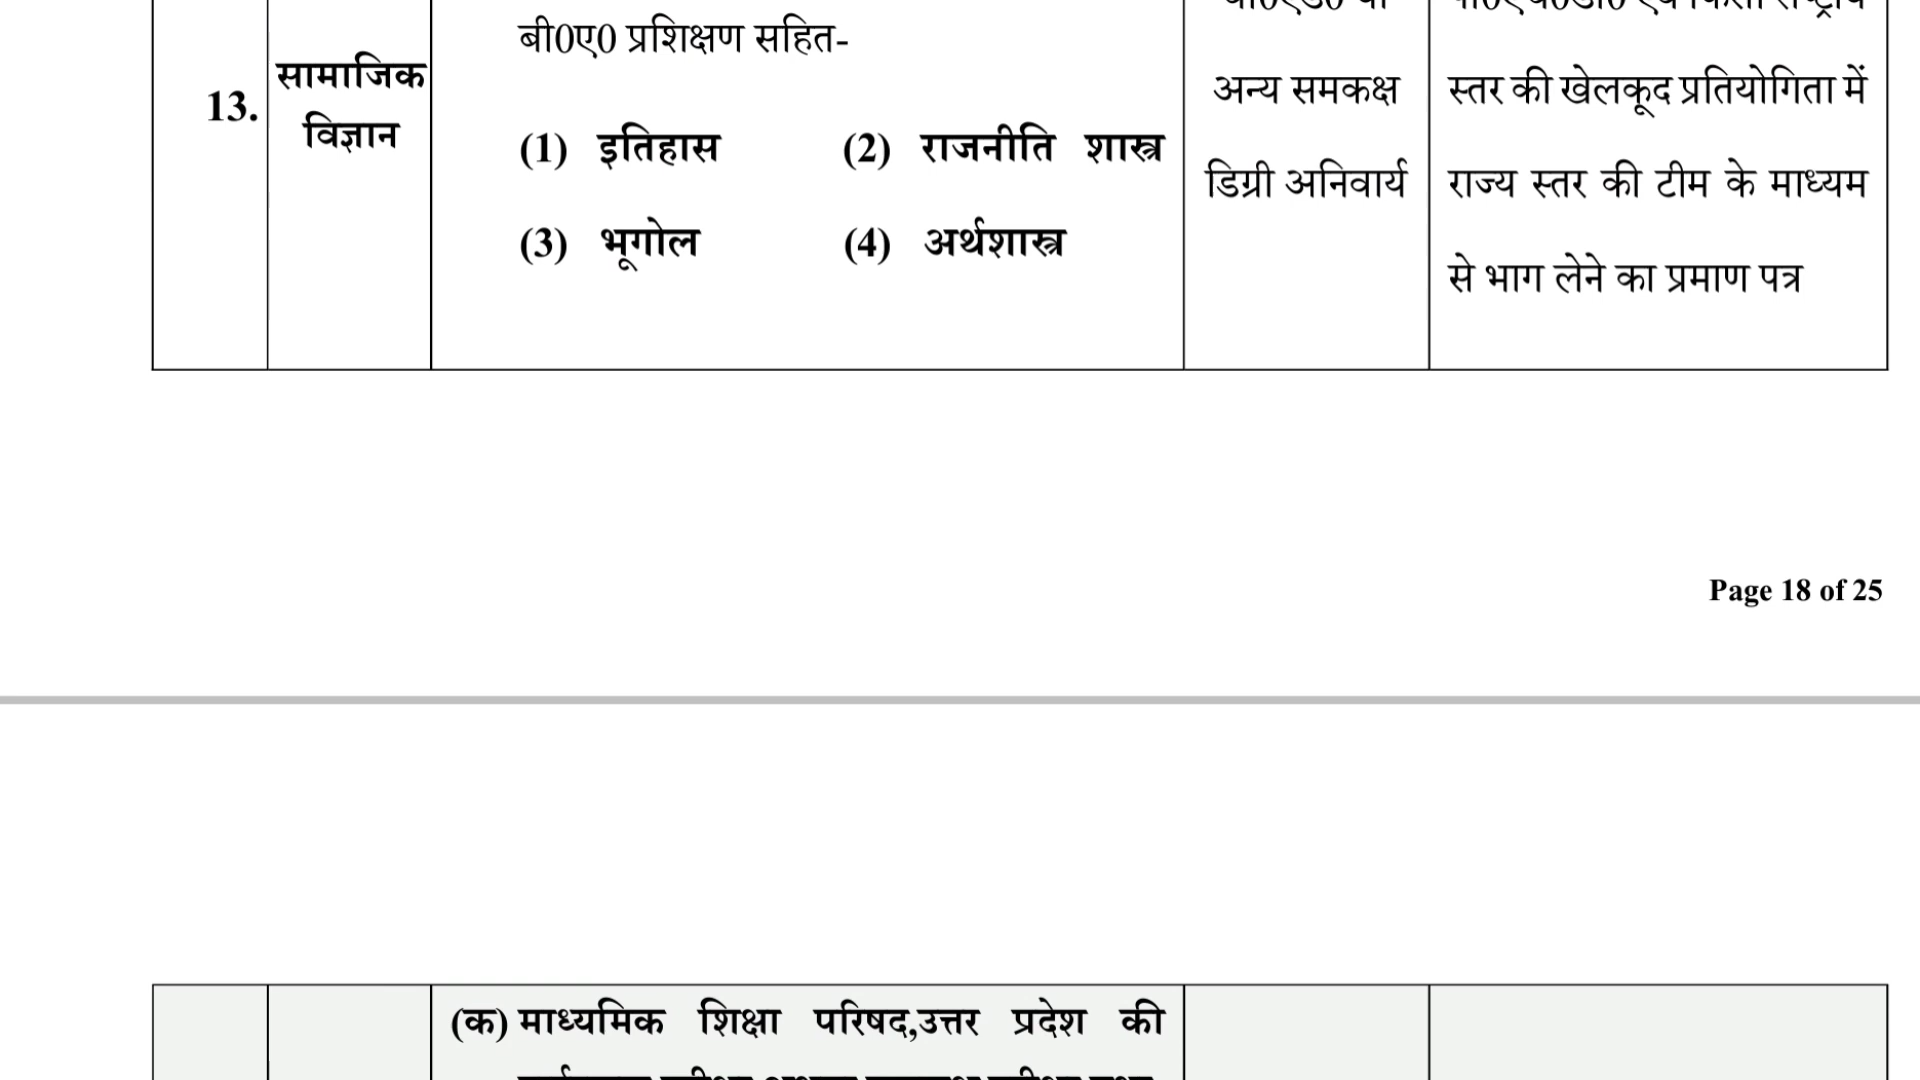 13.
सामाजिक
विज्ञान
बी0ए0 प्रशिक्षण सहित-
(1) इतिहास (2) राजनीति शास्त्र
(3) भूगोल (4) अर्थशास्त्र
अन्य समकक्ष
डिग्री अनिवार्य
स्तर की खेलकूद प्रतियोगिता में
राज्य स्तर की टीम के माध्यम
से भाग लेने का प्रमाण पत्र
Page 18 of 25
(क) माध्यमिक शिक्षा परिषद,उत्तर प्रदेश की